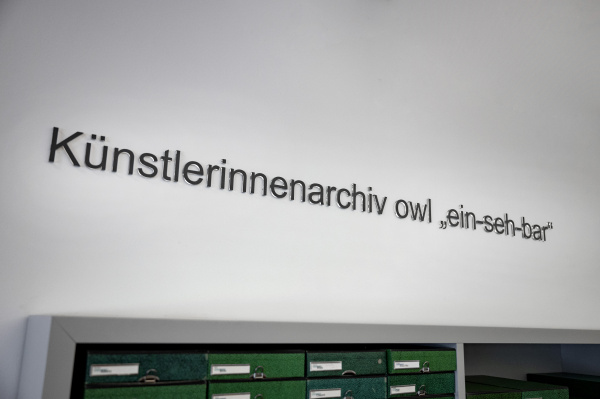 Künstlerinnenarchiv owl „ein-seh-bar“